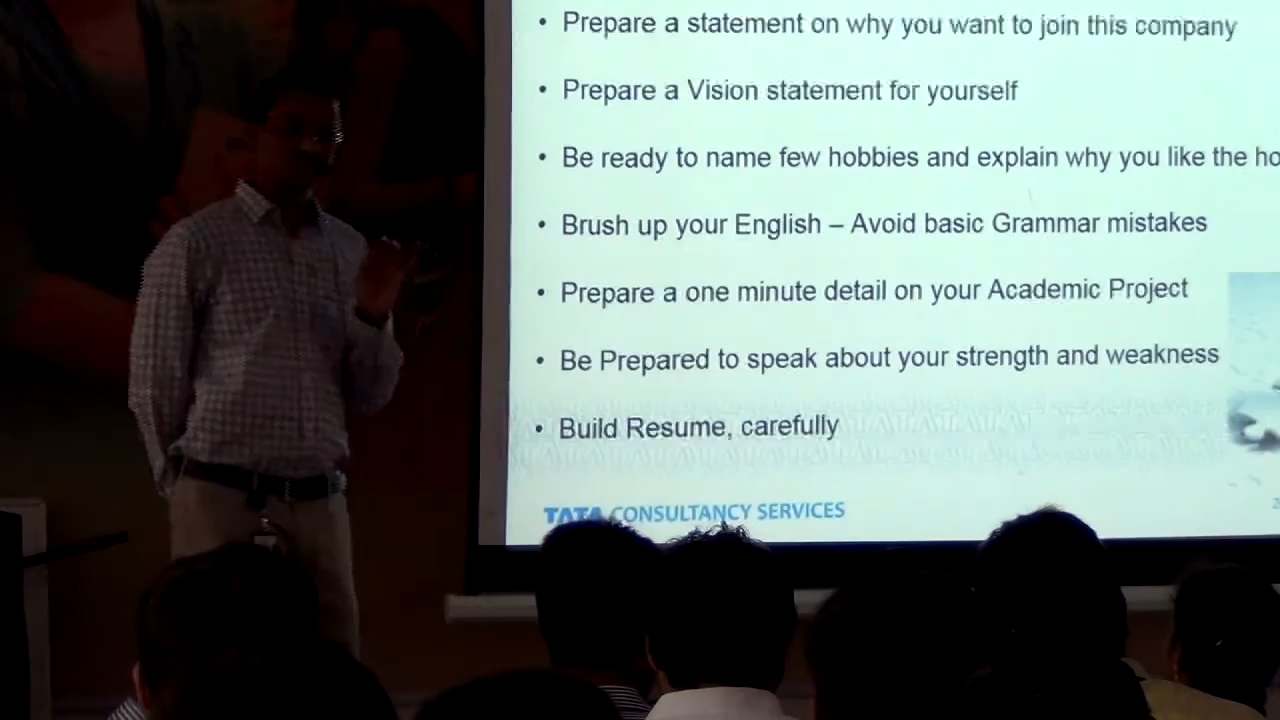 • Prepare a statement on why you want to join this company
• Prepare a Vision statement for yourself
• Be ready to name few hobbies and explain why you like the
• Brush up your English – Avoid basic Grammar mistakes
• Prepare a one minute detail on your Academic Project
• Be Prepared to speak about your strength and weakness
• Build Resume, carefully
TATA CONSULTANCY SERVICES